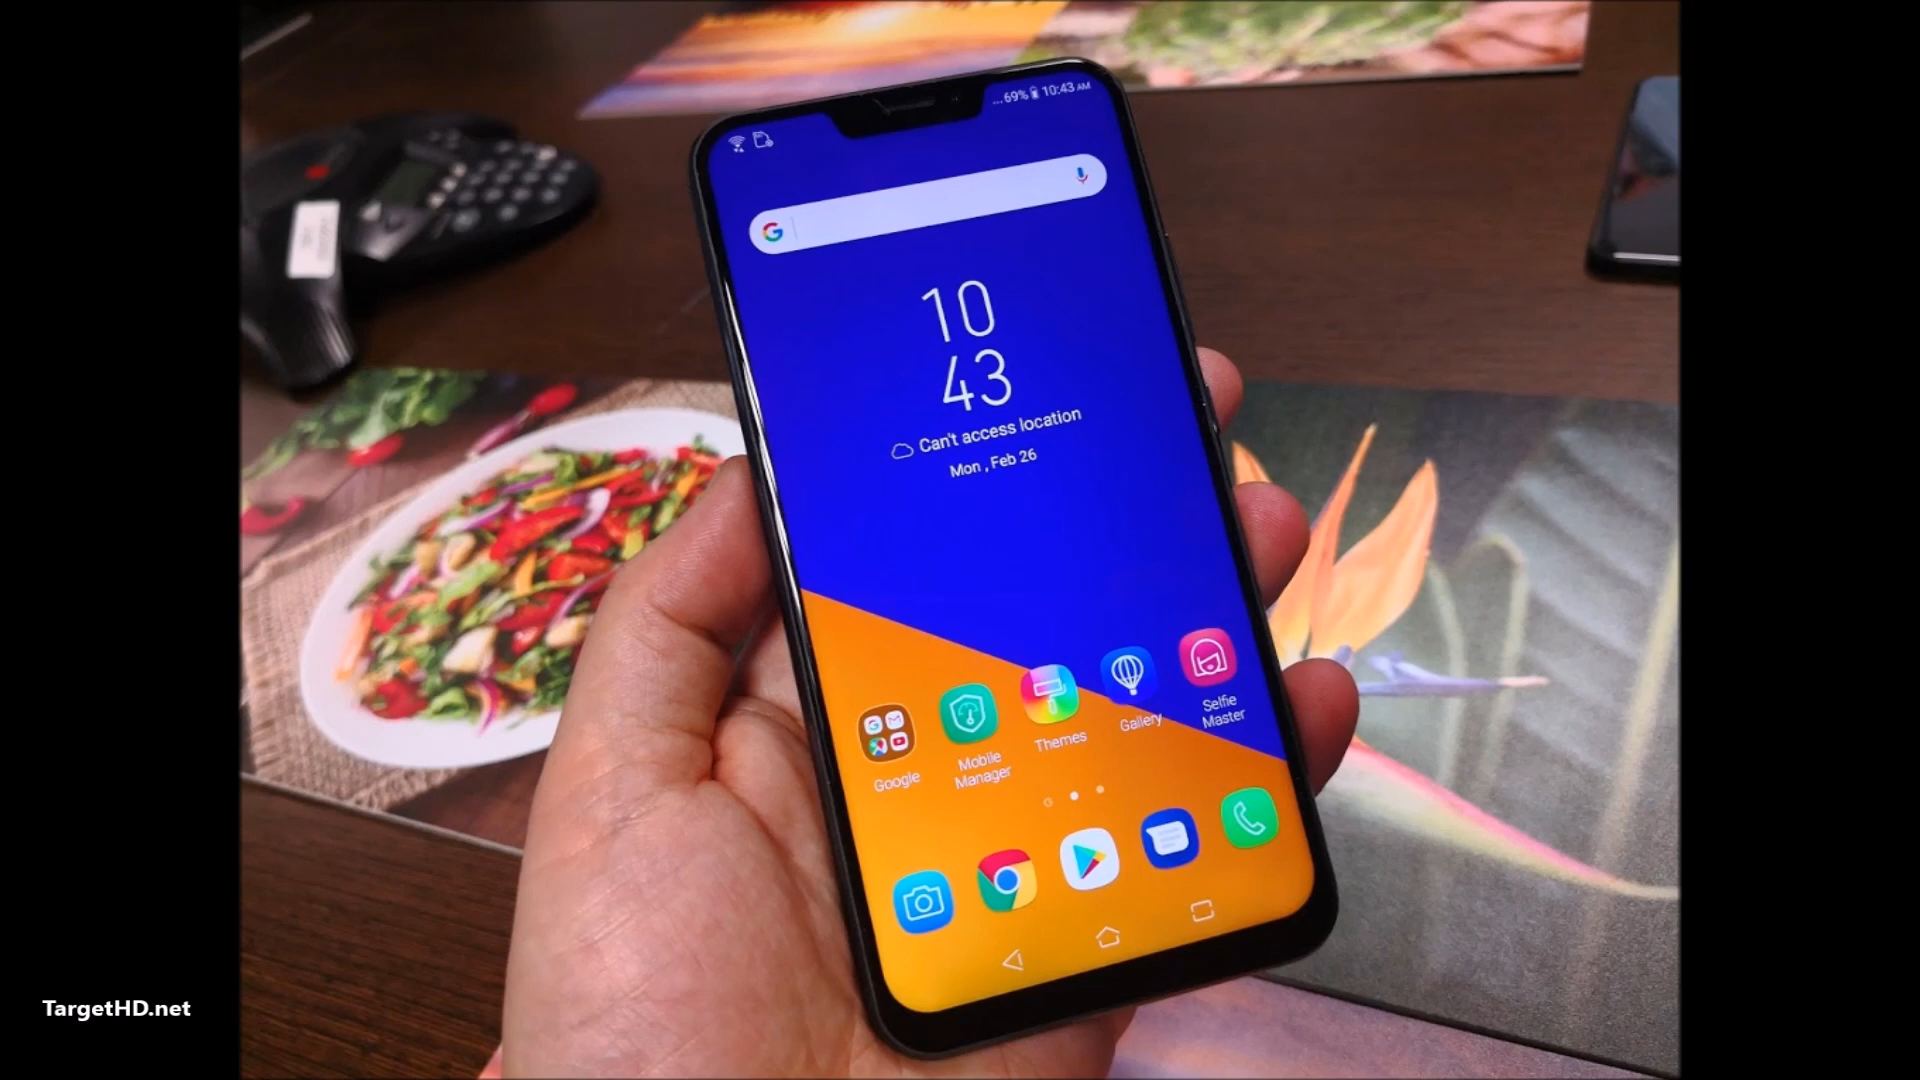 ...69% 10:43 AM
G
10
43
Can't access location
Mon , Feb 26
Google
Mobile
Manager
Themes
Gallery
Selfie
Master
TargetHD.net